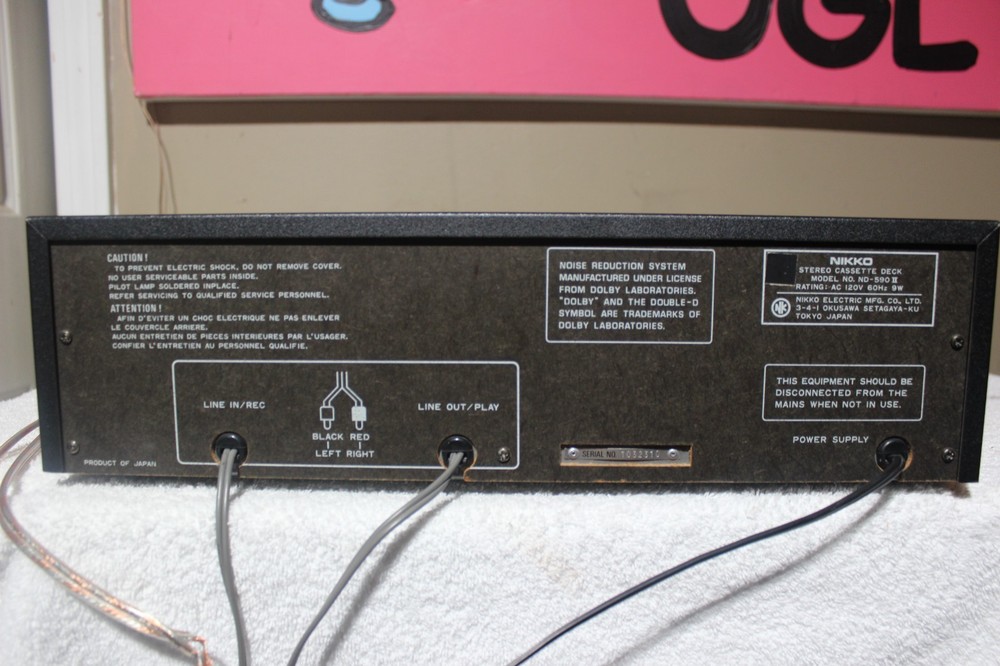 OGL
CAUTION!
TO PREVENT ELECTRIC SHOCK, DO NOT REMOVE COVER.
NO USER SERVICEABLE PARTS INSIDE.
PILOT LAMP SOLDERED INPLACE.
REFER SERVICING TO QUALIFIED SERVICE PERSONNEL.
ATTENTION!
AFIN D'EVITER UN CHOC ELECTRIQUE NE PAS ENLEVER
LE COUVERCLE ARRIERE.
AUCUN ENTRETIEN DE PIECES INTERIEURES PAR L'USAGER.
CONFIER L'ENTRETIEN AU PERSONNEL QUALIFIE.
NOISE REDUCTION SYSTEM
MANUFACTURED UNDER LICENSE
FROM DOLBY LABORATORIES.
"DOLBY" AND THE DOUBLE-D
SYMBOL ARE TRADEMARKS OF
DOLBY LABORATORIES.
NIKKO
STEREO CASSETTE DECK
MODEL NO. ND-590 II
RATING: AC 120V 60Hz 9W
NK
NIKKO ELECTRIC MFG. CO., LTD.
3-4-1 OKUSAWA SETAGAYA-KU
TOKYO JAPAN
LINE IN/REC
LINE OUT/PLAY
BLACK RED
LEFT RIGHT
THIS EQUIPMENT SHOULD BE
DISCONNECTED FROM THE
MAINS WHEN NOT IN USE.
POWER SUPPLY
SERIAL NO.
PRODUCT OF JAPAN